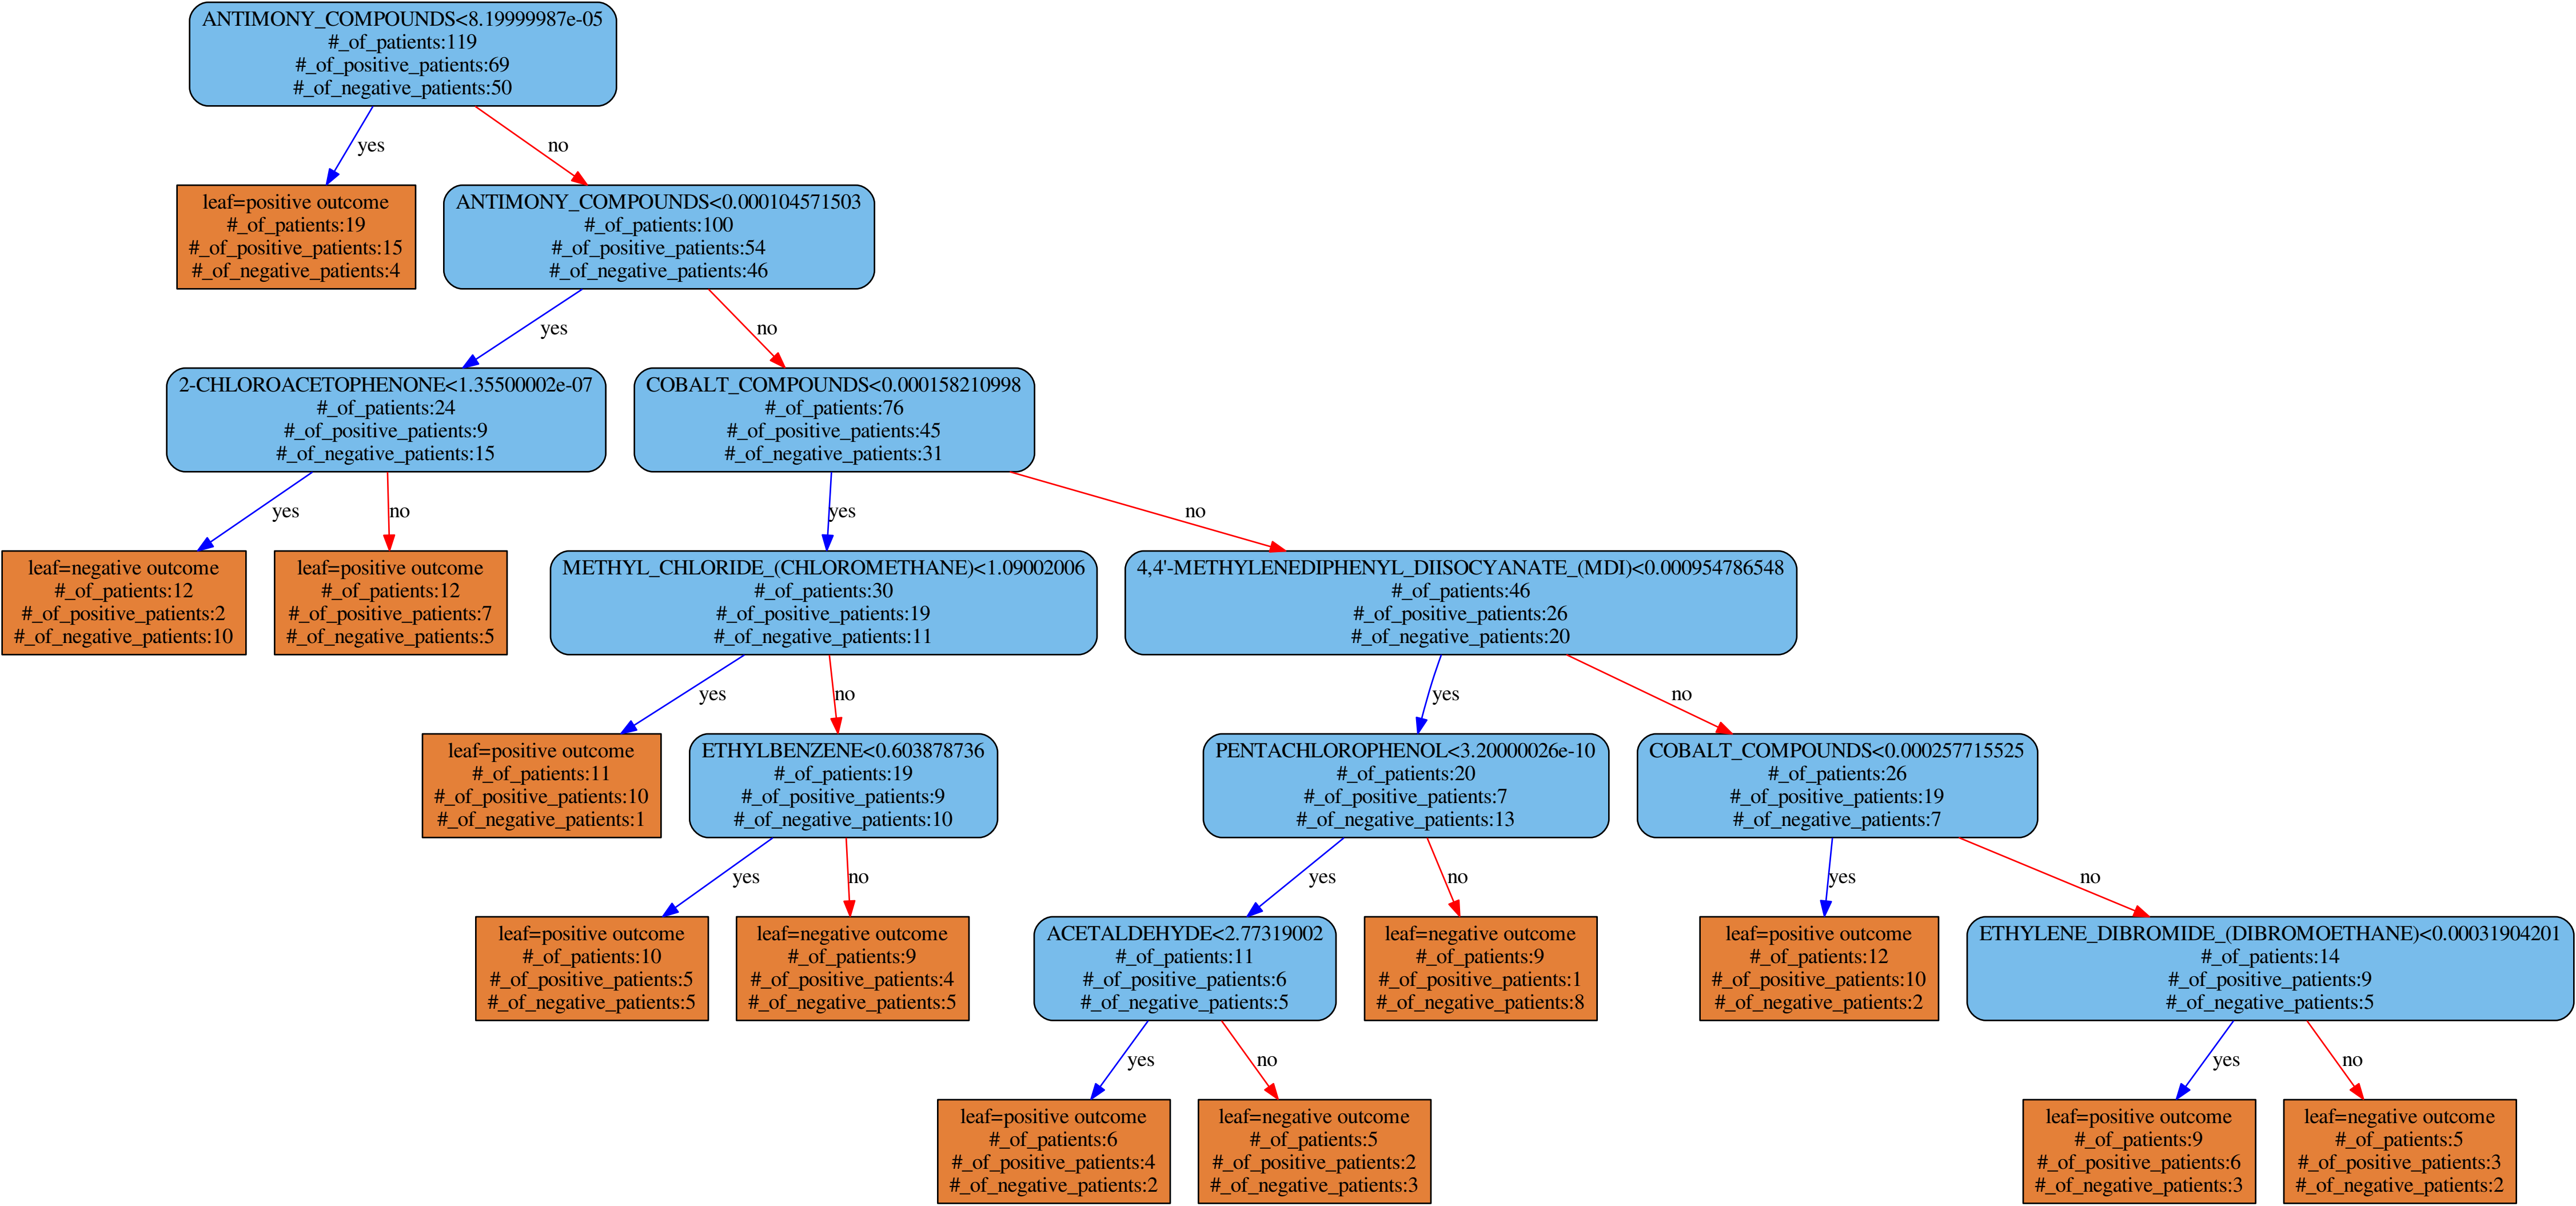 ANTIMONY_COMPOUNDS<8.19999987e-05
#_of_patients:119
#_of_positive_patients:69
#_of_negative_patients:50
yes
no
leaf=positive outcome
#_of_patients:19
#_of_positive_patients:15
#_of_negative_patients:4
ANTIMONY_COMPOUNDS<0.000104571503
#_of_patients:100
#_of_positive_patients:54
#_of_negative_patients:46
yes
no
2-CHLOROACETOPHENONE<1.35500002e-07
#_of_patients:24
#_of_positive_patients:9
#_of_negative_patients:15
COBALT_COMPOUNDS<0.000158210998
#_of_patients:76
#_of_positive_patients:45
#_of_negative_patients:31
yes
no
yes
no
leaf=negative outcome
#_of_patients:12
#_of_positive_patients:2
#_of_negative_patients:10
leaf=positive outcome
#_of_patients:12
#_of_positive_patients:7
#_of_negative_patients:5
METHYL_CHLORIDE_(CHLOROMETHANE)<1.09002006
#_of_patients:30
#_of_positive_patients:19
#_of_negative_patients:11
4,4'-METHYLENEDIPHENYL_DIISOCYANATE_(MDI)<0.000954786548
#_of_patients:46
#_of_positive_patients:26
#_of_negative_patients:20
yes
no
yes
no
leaf=positive outcome
#_of_patients:11
#_of_positive_patients:10
#_of_negative_patients:1
ETHYLBENZENE<0.603878736
#_of_patients:19
#_of_positive_patients:9
#_of_negative_patients:10
PENTACHLOROPHENOL<3.20000026e-10
#_of_patients:20
#_of_positive_patients:7
#_of_negative_patients:13
COBALT_COMPOUNDS<0.000257715525
#_of_patients:26
#_of_positive_patients:19
#_of_negative_patients:7
yes
no
yes
no
yes
no
leaf=positive outcome
#_of_patients:10
#_of_positive_patients:5
#_of_negative_patients:5
leaf=negative outcome
#_of_patients:9
#_of_positive_patients:4
#_of_negative_patients:5
ACETALDEHYDE<2.77319002
#_of_patients:11
#_of_positive_patients:6
#_of_negative_patients:5
leaf=negative outcome
#_of_patients:9
#_of_positive_patients:1
#_of_negative_patients:8
leaf=positive outcome
#_of_patients:12
#_of_positive_patients:10
#_of_negative_patients:2
ETHYLENE_DIBROMIDE_(DIBROMOETHANE)<0.00031904201
#_of_patients:14
#_of_positive_patients:9
#_of_negative_patients:5
yes
no
yes
no
leaf=positive outcome
#_of_patients:6
#_of_positive_patients:4
#_of_negative_patients:2
leaf=negative outcome
#_of_patients:5
#_of_positive_patients:2
#_of_negative_patients:3
leaf=positive outcome
#_of_patients:9
#_of_positive_patients:6
#_of_negative_patients:3
leaf=negative outcome
#_of_patients:5
#_of_positive_patients:3
#_of_negative_patients:2